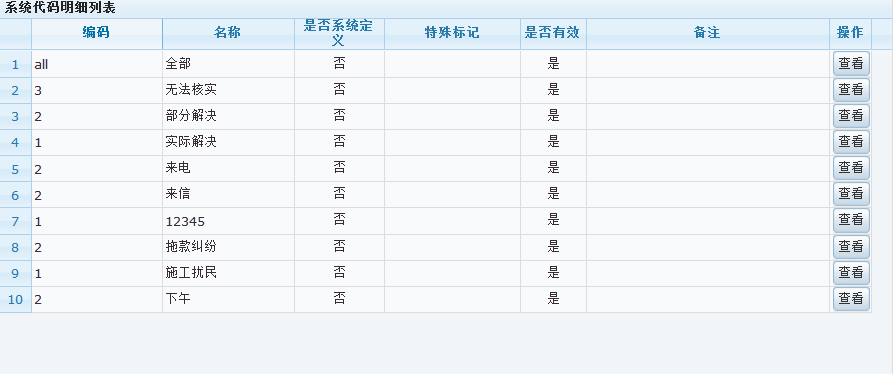 系统代码明细列表
编码 名称 是否系统定义 特殊标记 是否有效 备注 操作
1 all 全部 否 是 查看
2 3 无法核实 否 是 查看
3 2 部分解决 否 是 查看
4 1 实际解决 否 是 查看
5 2 来电 否 是 查看
6 2 来信 否 是 查看
7 1 12345 否 是 查看
8 2 拖款纠纷 否 是 查看
9 1 施工扰民 否 是 查看
10 2 下午 否 是 查看